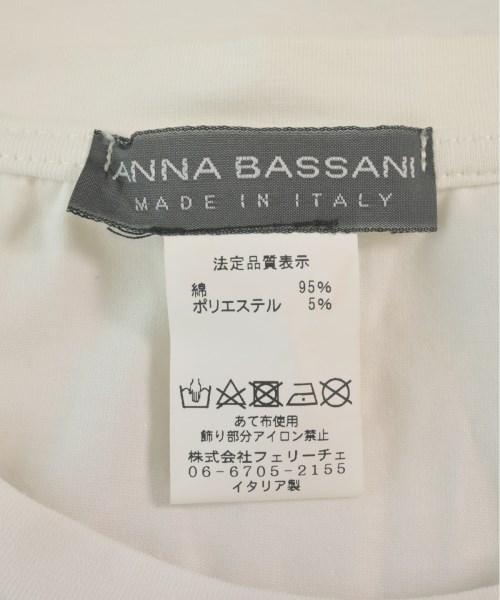 ANNA BASSANI
MADE IN ITALY
法定品質表示
綿 95%
ポリエステル 5%
あて布使用
飾り部分アイロン禁止
株式会社フェリーチェ
06-6705-2155
イタリア製